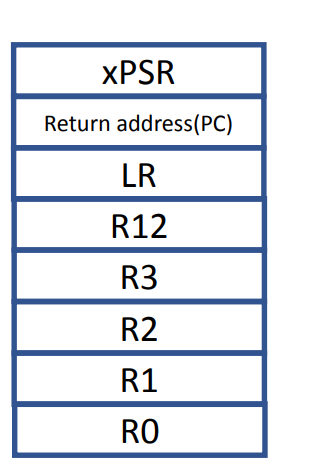 xPSR
Return address(PC)
LR
R12
R3
R2
R1
R0